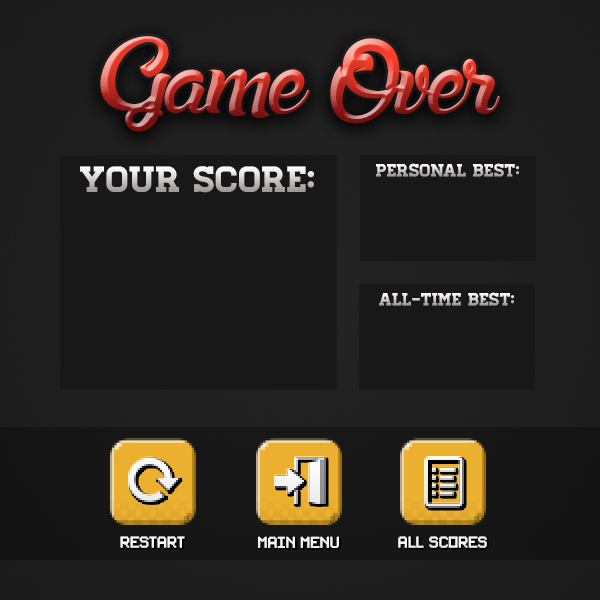 Game Over
YOUR SCORE:
PERSONAL BEST:
ALL-TIME BEST:
RESTART
MAIN MENU
ALL SCORES